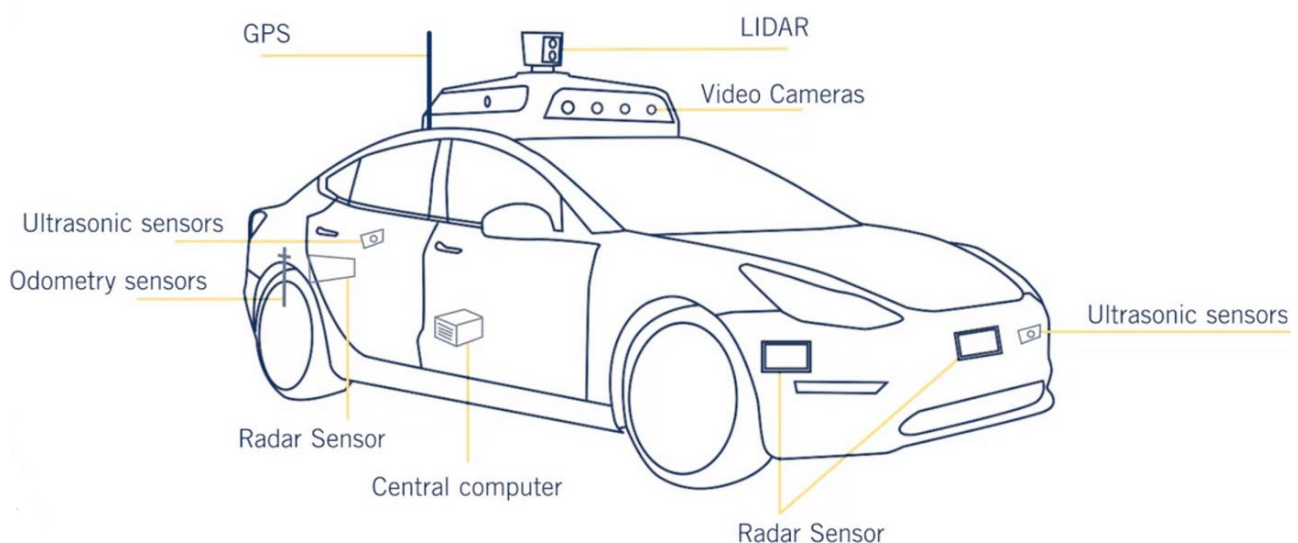 GPS
LIDAR
Video Cameras
Ultrasonic sensors
Odometry sensors
Ultrasonic sensors
Radar Sensor
Central computer
Radar Sensor